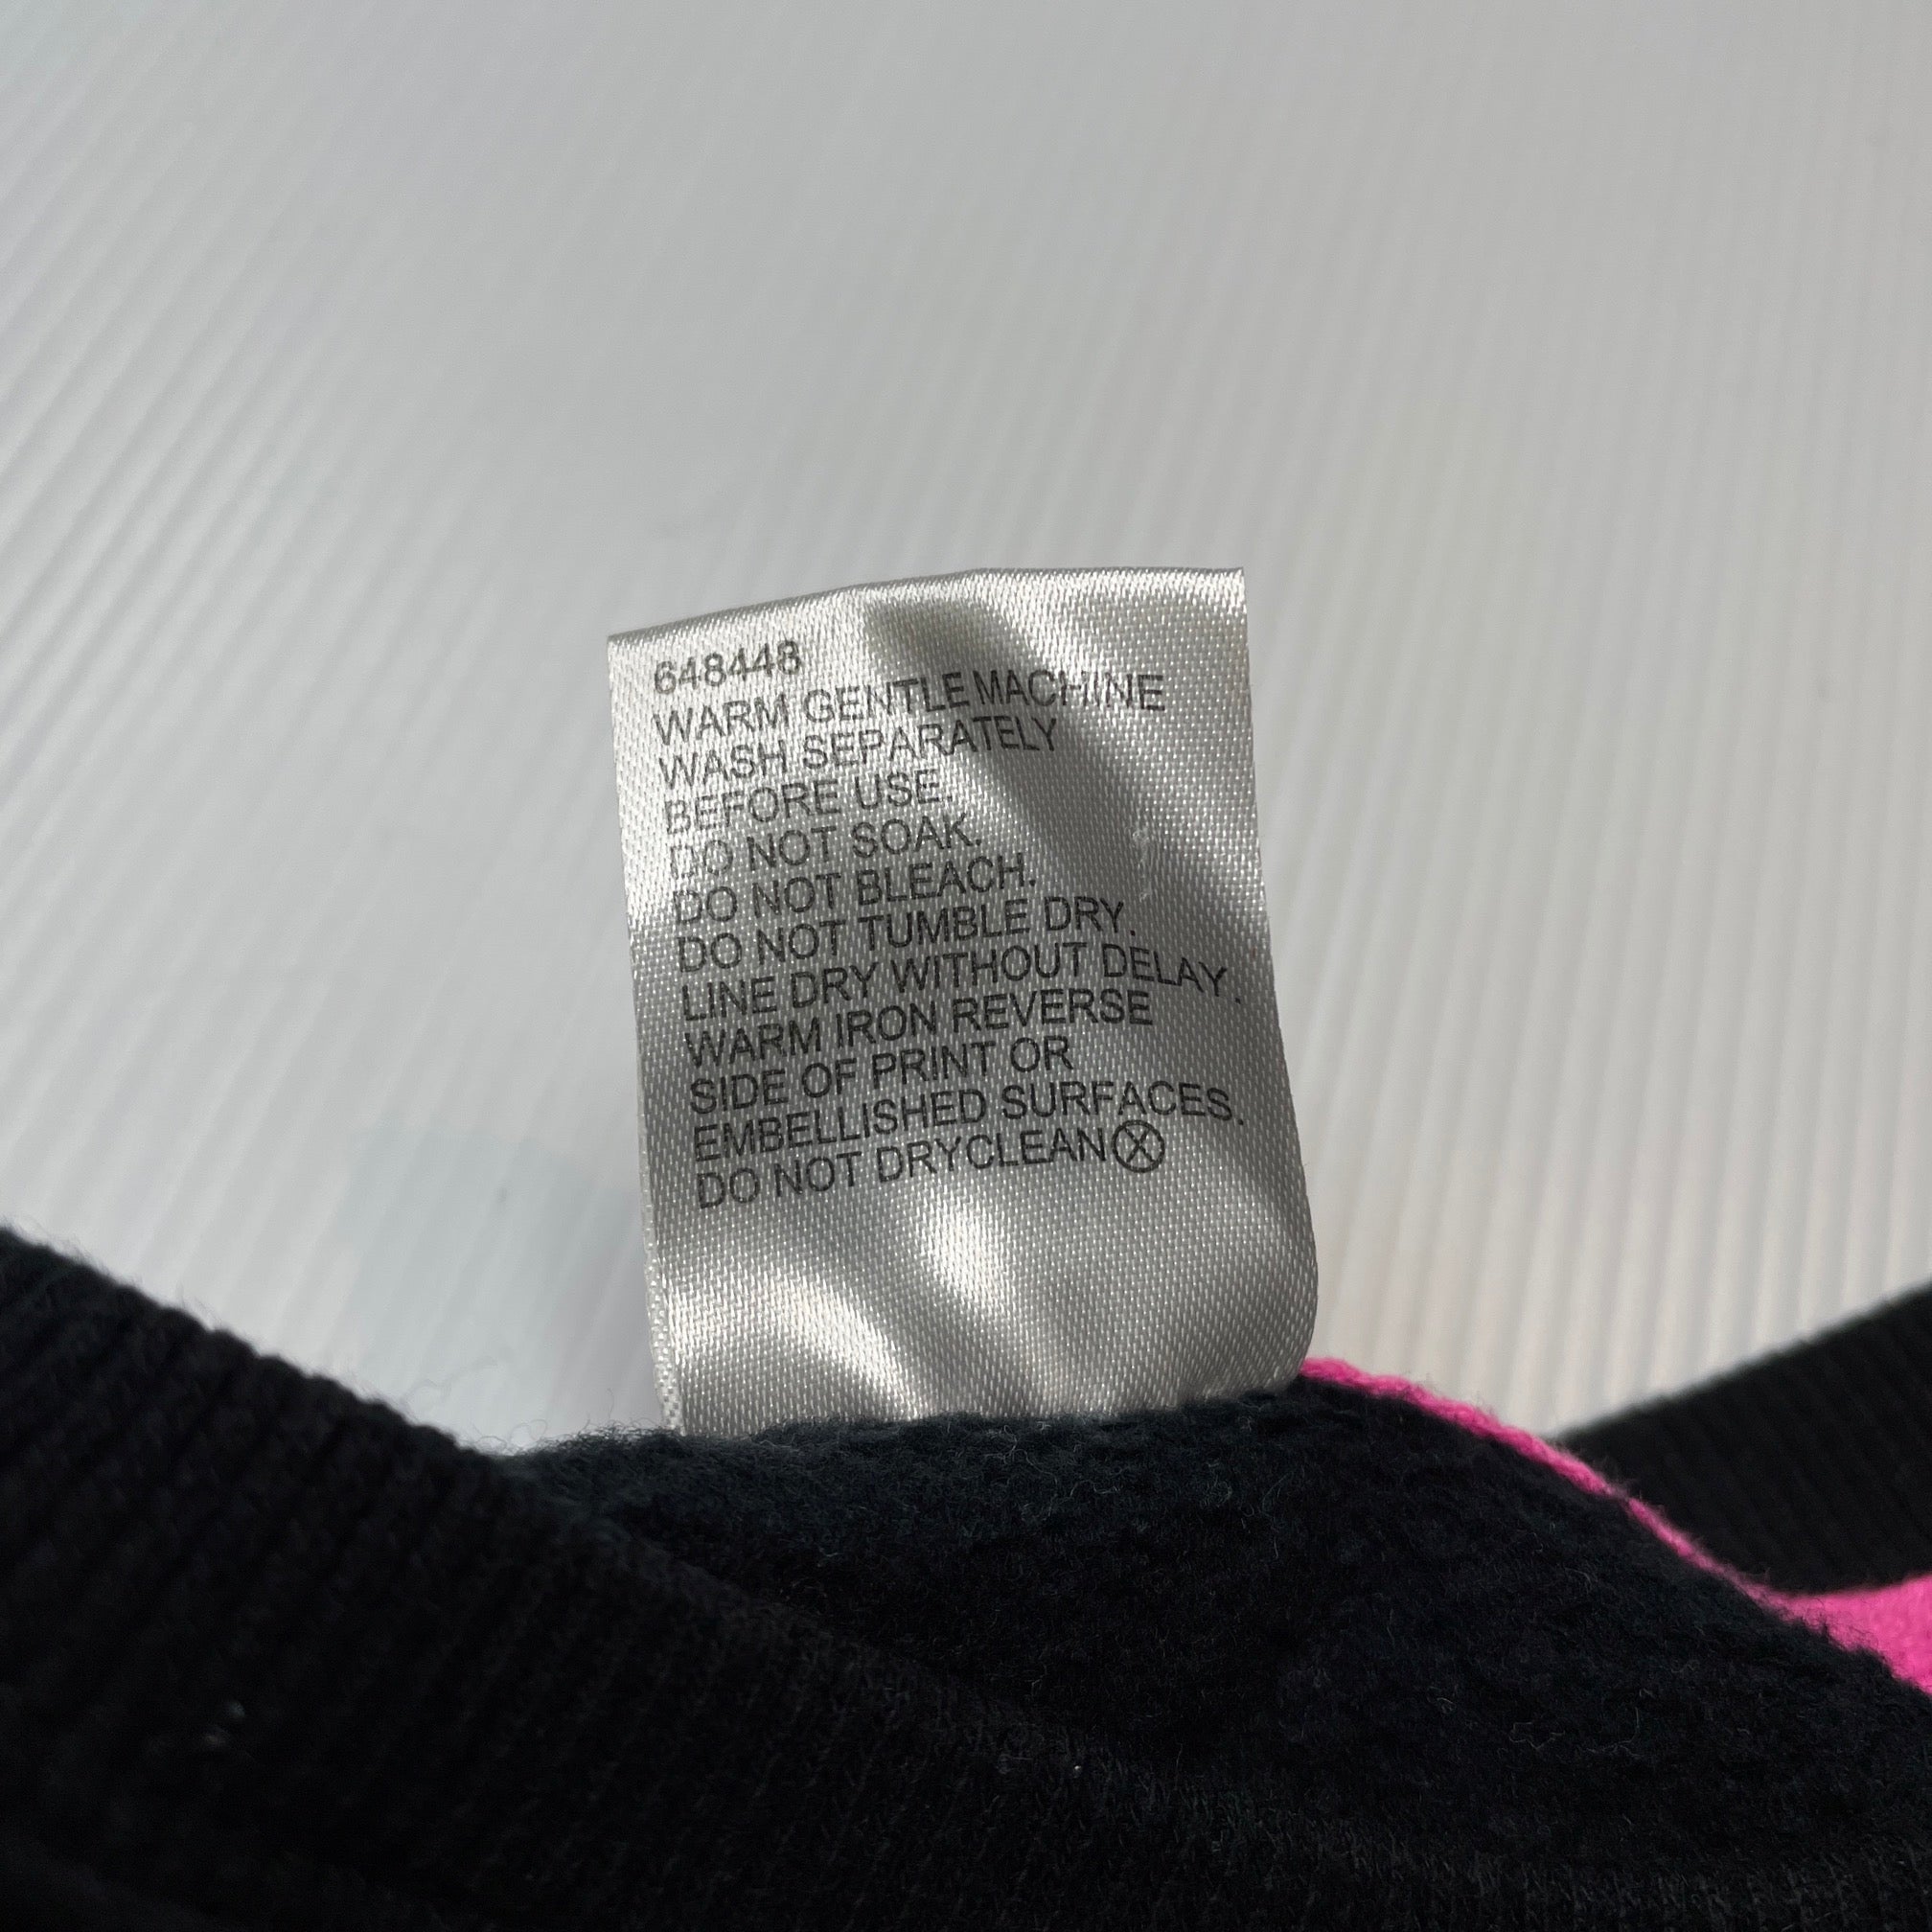 648448
WARM GENTLE MACHINE
WASH SEPARATELY
BEFORE USE.
DO NOT SOAK.
DO NOT BLEACH.
DO NOT TUMBLE DRY.
LINE DRY WITHOUT DELAY.
WARM IRON REVERSE
SIDE OF PRINT OR
EMBELLISHED SURFACES.
DO NOT DRYCLEAN